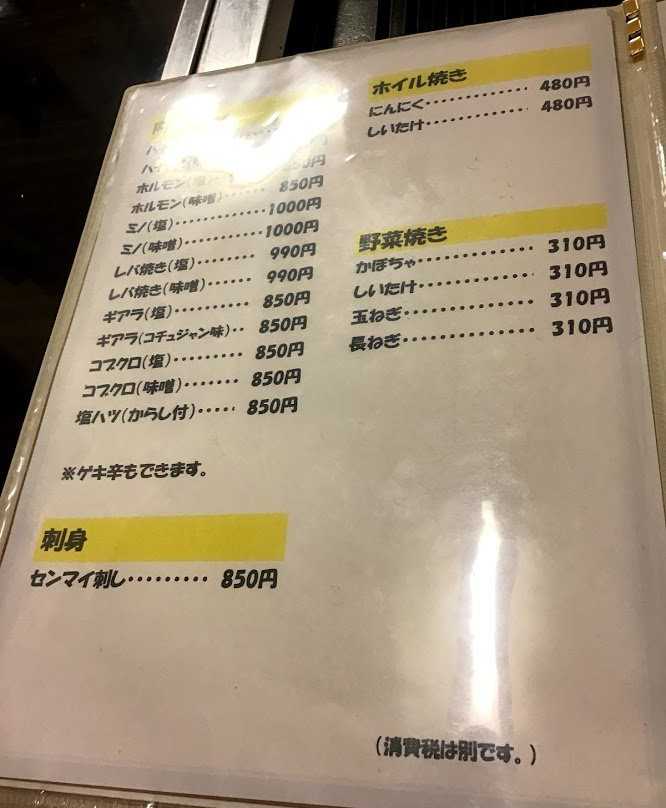 ホルモン(塩)
ホルモン(味噌)‥‥ 850円
ミノ(塩)‥‥‥‥‥1000円
ミノ(味噌)‥‥‥‥1000円
レバ焼き(塩)‥‥‥ 990円
レバ焼き(味噌)‥‥ 990円
ギアラ(塩)‥‥‥‥ 850円
ギアラ(コチュジャン味)‥ 850円
コブクロ(塩)‥‥‥‥ 850円
コブクロ(味噌)‥‥‥ 850円
塩ハツ(からし付)‥‥ 850円
※ゲキ辛もできます。
刺身
センマイ刺し‥‥‥‥ 850円
ホイル焼き
にんにく‥‥‥‥‥ 480円
しいたけ‥‥‥‥‥ 480円
野菜焼き
かぼちゃ‥‥‥‥‥ 310円
しいたけ‥‥‥‥‥ 310円
玉ねぎ‥‥‥‥‥‥ 310円
長ねぎ‥‥‥‥‥‥ 310円
(消費税は別です。)